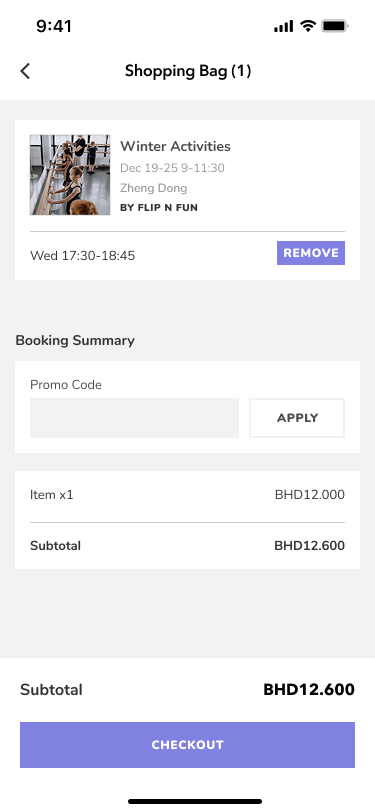 9:41
Shopping Bag (1)
Winter Activities
Dec 19-25 9-11:30
Zheng Dong
BY FLIP N FUN
Wed 17:30-18:45
REMOVE
Booking Summary
Promo Code
APPLY
Item x1
BHD12.000
Subtotal
BHD12.600
Subtotal
BHD12.600
CHECKOUT